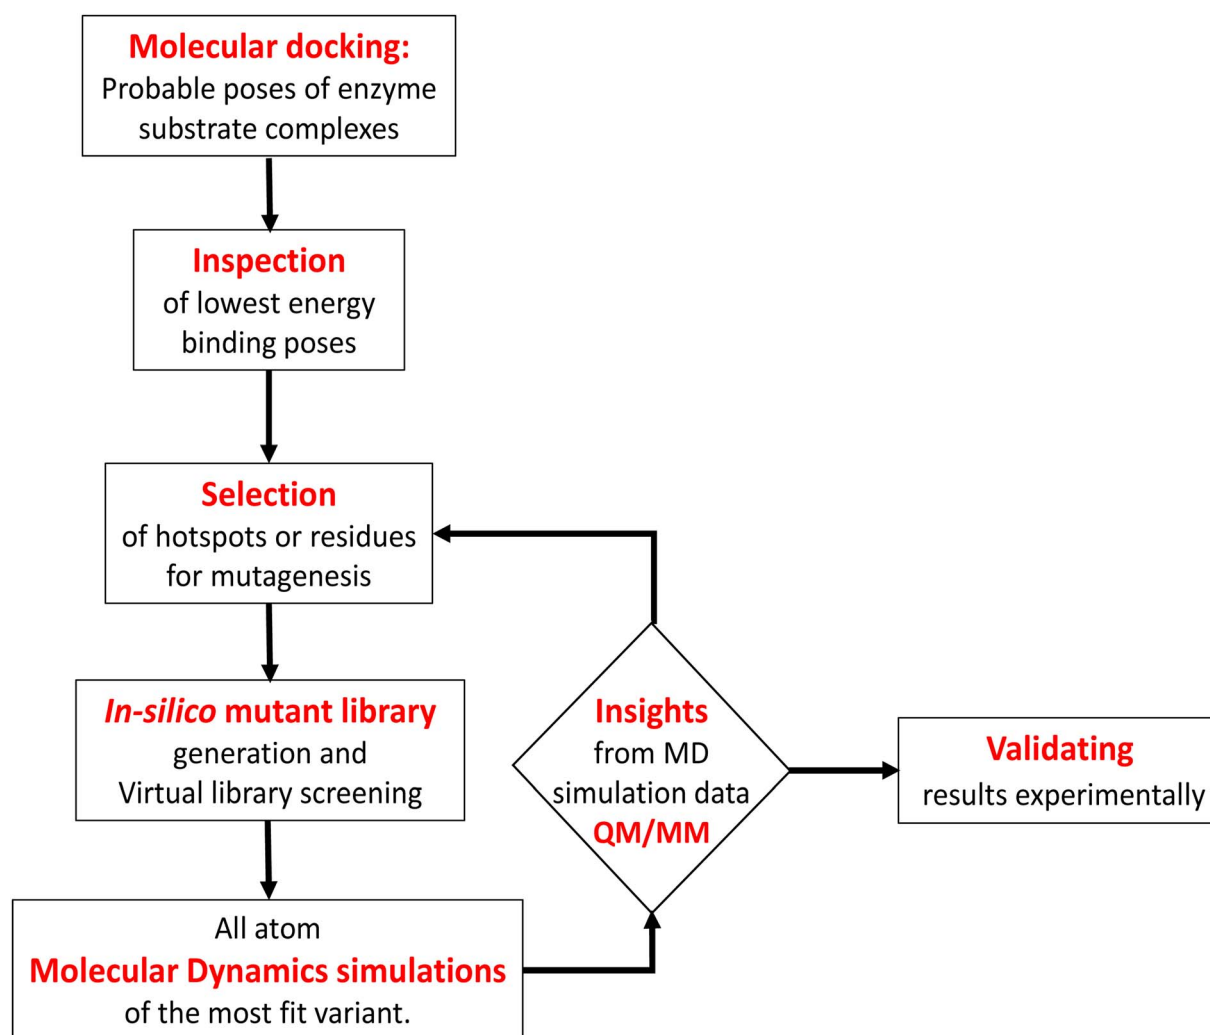 Molecular docking:
Probable poses of enzyme
substrate complexes
Inspection
of lowest energy
binding poses
Selection
of hotspots or residues
for mutagenesis
In-silico mutant library
generation and
Virtual library screening
All atom
Molecular Dynamics simulations
of the most fit variant.
Insights
from MD
simulation data
QM/MM
Validating
results experimentally